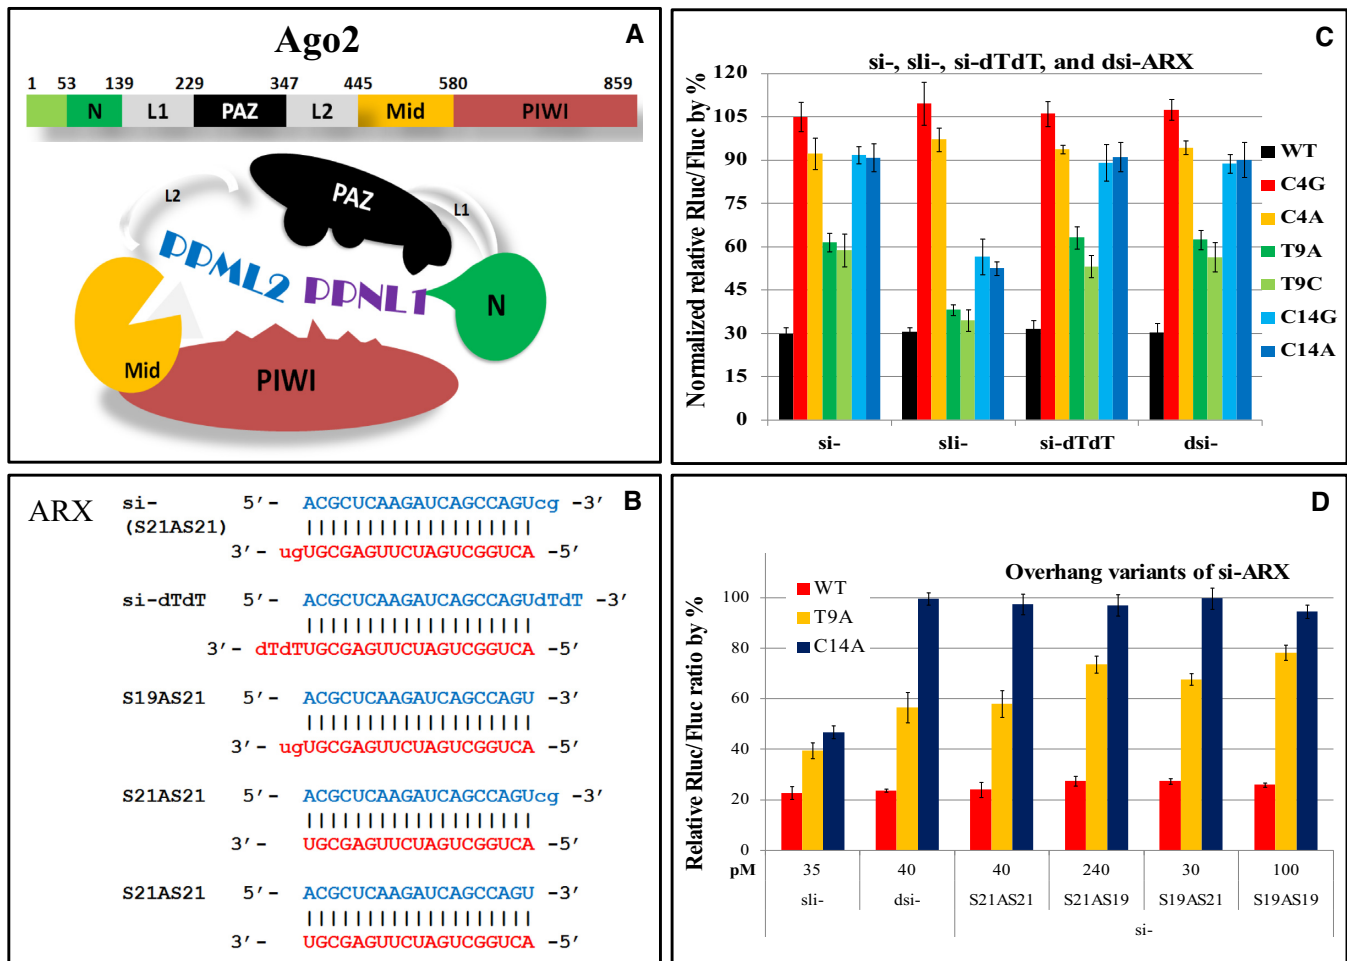 Ago2
A
1 53 139 229 347 445 580 859
N L1 PAZ L2 Mid PIWI
L2
PAZ
L1
PPML2
PPNL1
N
Mid
PIWI
C
si-, sli-, si-dTdT, and dsi-ARX
Normalized relative Rluc/Fluc by %
120
105
90
75
60
45
30
15
0
si- sli- si-dTdT dsi-
WT
C4G
C4A
T9A
T9C
C14G
C14A
B
ARX
si- 5′- ACGCUCAAGAUCAGCCAGUcg -3′
(S21AS21) |||||||||||||||||||
3′- ugUGCGAGUUCUAGUCGGUCA -5′
si-dTdT 5′- ACGCUCAAGAUCAGCCAGUdTdT -3′
|||||||||||||||||||
3′- dTdTUGCGAGUUCUAGUCGGUCA -5′
S19AS21 5′- ACGCUCAAGAUCAGCCAGU -3′
|||||||||||||||||||
3′- ugUGCGAGUUCUAGUCGGUCA -5′
S21AS21 5′- ACGCUCAAGAUCAGCCAGUcg -3′
|||||||||||||||||||
3′- UGCGAGUUCUAGUCGGUCA -5′
S21AS21 5′- ACGCUCAAGAUCAGCCAGU -3′
|||||||||||||||||||
3′- UGCGAGUUCUAGUCGGUCA -5′
D
Overhang variants of si-ARX
WT
T9A
C14A
Relative Rluc/Fluc ratio by %
100
80
60
40
20
0
pM 35 40 40 240 30 100
sli- dsi- S21AS21 S21AS19 S19AS21 S19AS19
si-